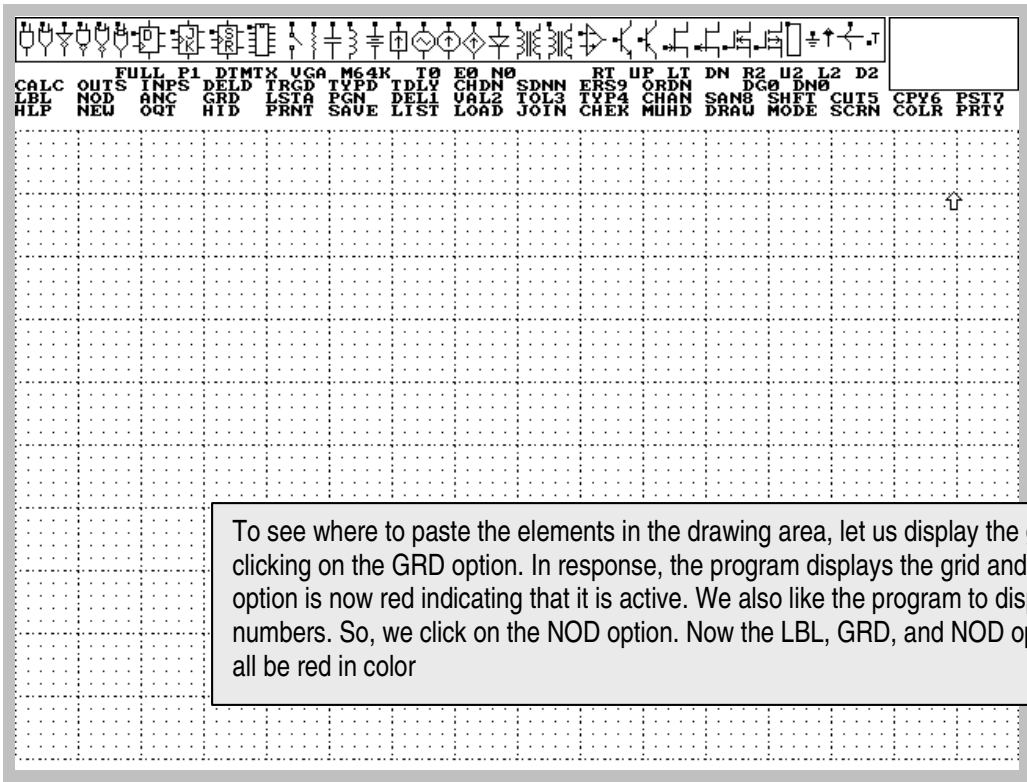 FULL P1 DTMTX VGA M64K T0 E0 N0 RT UP LT DN R2 U2 L2 D2
CALC OUTS INPS DELD TRGD TYPD TDLY CHDN SDNN ERS9 ORDN DG0 DN0
LBL NOD ANC GRD LSTA PGN DEL1 VAL2 TOL3 TYP4 CHAN SAN8 SHFT CUT5 CPY6 PST7
HLP NEW OQT HID PRNT SAVE LIST LOAD JOIN CHEK MUHD DRAW MODE SCRN COLR PRTY
To see where to paste the elements in the drawing area, let us display the
clicking on the GRD option. In response, the program displays the grid and
option is now red indicating that it is active. We also like the program to
numbers. So, we click on the NOD option. Now the LBL, GRD, and NOD
all be red in color